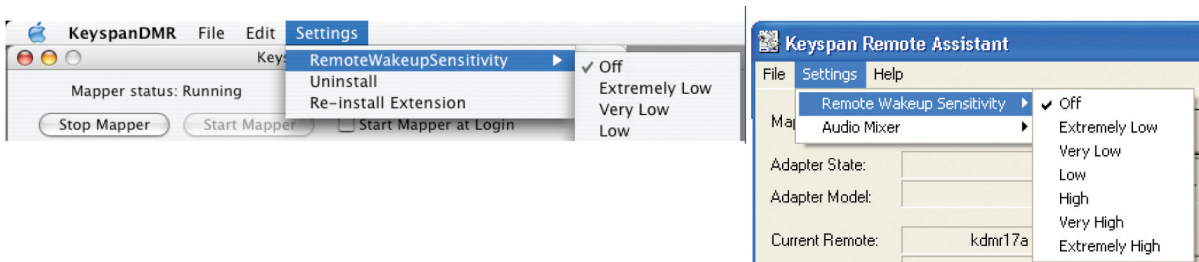 KeyspanDMR File Edit Settings
Key
RemoteWakeupSensitivity
Uninstall
Re-install Extension
Off
Extremely Low
Very Low
Low
Mapper status: Running
Stop Mapper Start Mapper Start Mapper at Login
Keyspan Remote Assistant
File Settings Help
Remote Wakeup Sensitivity
Audio Mixer
Off
Extremely Low
Very Low
Low
High
Very High
Extremely High
Adapter State:
Adapter Model:
Current Remote: kdmr17a